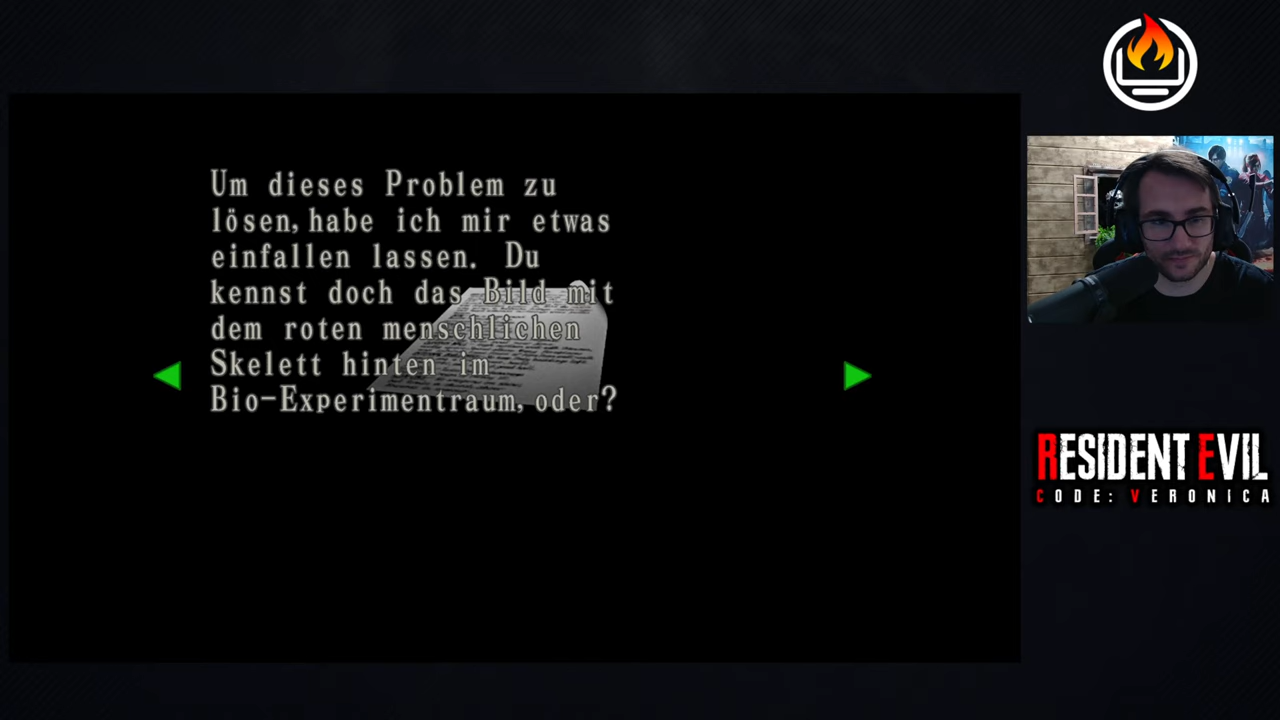 Um dieses Problem zu
lösen, habe ich mir etwas
einfallen lassen. Du
kennst doch das Bild mit
dem roten menschlichen
Skelett hinten im
Bio-Experimentraum, oder?
RESIDENT EVIL
CODE: VERONICA